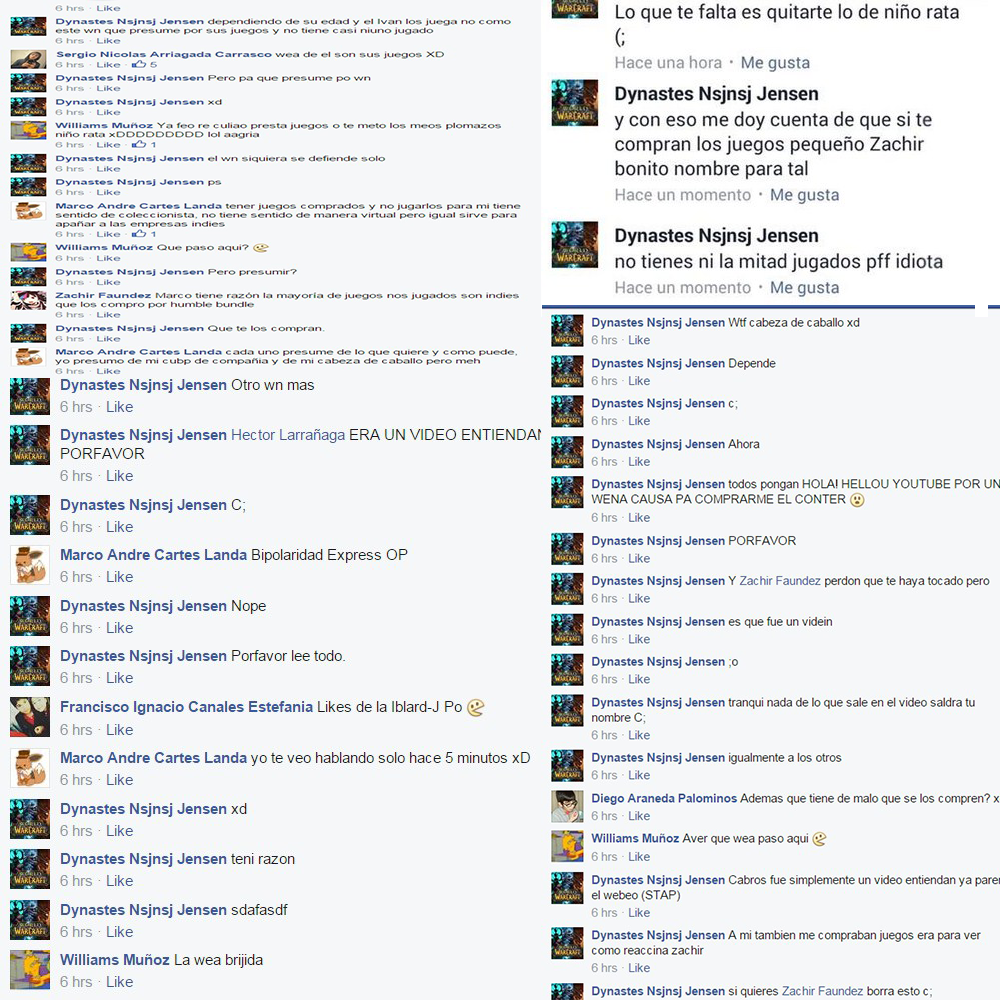 6 hrs · Like
Dynastes Nsjnsj Jensen dependiendo de su edad y el Ivan los juega no como
este wn que presume por sus juegos y no tiene casi niuno jugado
6 hrs · Like
Sergio Nicolas Arriagada Carrasco wea de el son sus juegos XD
6 hrs · Like · 5
Dynastes Nsjnsj Jensen Pero pa que presume po wn
6 hrs · Like
Dynastes Nsjnsj Jensen xd
6 hrs · Like
Williams Muñoz Ya feo re culiao presta juegos o te meto los meos plomazos
niño rata xDDDDDDDDD lol aagria
6 hrs · Like · 1
Dynastes Nsjnsj Jensen el wn siquiera se defiende solo
6 hrs · Like
Dynastes Nsjnsj Jensen ps
6 hrs · Like
Marco Andre Cartes Landa tener juegos comprados y no jugarlos para mi tiene
sentido de coleccionista, no tiene sentido de manera virtual pero igual sirve para
apañar a las empresas indies
6 hrs · Like · 1
Williams Muñoz Que paso aqui?
6 hrs · Like
Dynastes Nsjnsj Jensen Pero presumir?
6 hrs · Like
Zachir Faundez Marco tiene razón la mayoría de juegos nos jugados son indies
que los compro por humble bundle
6 hrs · Like
Dynastes Nsjnsj Jensen Que te los compran.
6 hrs · Like
Marco Andre Cartes Landa cada uno presume de lo que quiere y como puede,
yo presumo de mi cubp de compañia y de mi cabeza de caballo pero meh
6 hrs · Like
Dynastes Nsjnsj Jensen Otro wn mas
6 hrs · Like
Dynastes Nsjnsj Jensen Hector Larrañaga ERA UN VIDEO ENTIENDAN
PORFAVOR
6 hrs · Like
Dynastes Nsjnsj Jensen C;
6 hrs · Like
Marco Andre Cartes Landa Bipolaridad Express OP
6 hrs · Like
Dynastes Nsjnsj Jensen Nope
6 hrs · Like
Dynastes Nsjnsj Jensen Porfavor lee todo.
6 hrs · Like
Francisco Ignacio Canales Estefania Likes de la Iblard-J Po
6 hrs · Like
Marco Andre Cartes Landa yo te veo hablando solo hace 5 minutos xD
6 hrs · Like
Dynastes Nsjnsj Jensen xd
6 hrs · Like
Dynastes Nsjnsj Jensen teni razon
6 hrs · Like
Dynastes Nsjnsj Jensen sdafasdf
6 hrs · Like
Williams Muñoz La wea brijida
6 hrs · Like
Lo que te falta es quitarte lo de niño rata
(;
Hace una hora · Me gusta
Dynastes Nsjnsj Jensen
y con eso me doy cuenta de que si te
compran los juegos pequeño Zachir
bonito nombre para tal
Hace un momento · Me gusta
Dynastes Nsjnsj Jensen
no tienes ni la mitad jugados pff idiota
Hace un momento · Me gusta
Dynastes Nsjnsj Jensen Wtf cabeza de caballo xd
6 hrs · Like
Dynastes Nsjnsj Jensen Depende
6 hrs · Like
Dynastes Nsjnsj Jensen c;
6 hrs · Like
Dynastes Nsjnsj Jensen Ahora
6 hrs · Like
Dynastes Nsjnsj Jensen todos pongan HOLA! HELLOU YOUTUBE POR UN
WENA CAUSA PA COMPRARME EL CONTER
6 hrs · Like
Dynastes Nsjnsj Jensen PORFAVOR
6 hrs · Like
Dynastes Nsjnsj Jensen Y Zachir Faundez perdon que te haya tocado pero
6 hrs · Like
Dynastes Nsjnsj Jensen es que fue un videin
6 hrs · Like
Dynastes Nsjnsj Jensen ;o
6 hrs · Like
Dynastes Nsjnsj Jensen tranqui nada de lo que sale en el video saldra tu
nombre C;
6 hrs · Like
Dynastes Nsjnsj Jensen igualmente a los otros
6 hrs · Like
Diego Araneda Palominos Ademas que tiene de malo que se los compren? x
6 hrs · Like
Williams Muñoz Aver que wea paso aqui
6 hrs · Like
Dynastes Nsjnsj Jensen Cabros fue simplemente un video entiendan ya paren
el webeo (STAP)
6 hrs · Like
Dynastes Nsjnsj Jensen A mi tambien me compraban juegos era para ver
como reaccina zachir
6 hrs · Like
Dynastes Nsjnsj Jensen si quieres Zachir Faundez borra esto c;